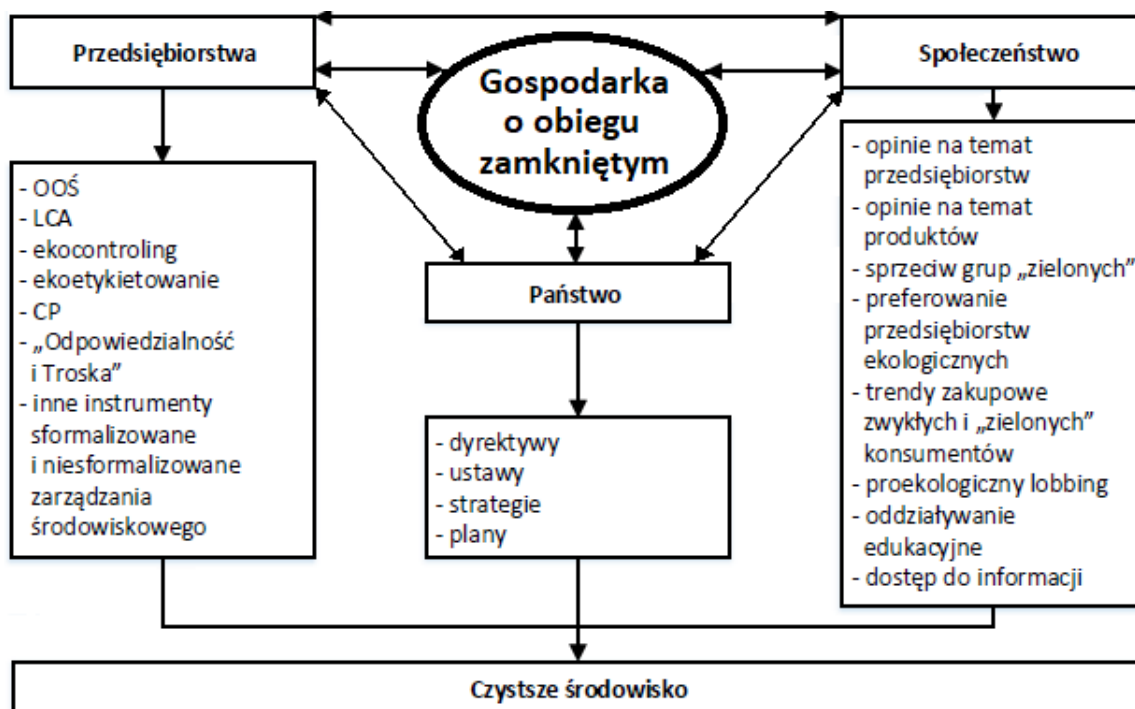 Przedsiębiorstwa
Gospodarka
o obiegu
zamkniętym
Społeczeństwo
- OOŚ
- LCA
- ekocontroling
- ekoetykietowanie
- CP
- „Odpowiedzialność
i Troska”
- inne instrumenty
sformalizowane
i niesformalizowane
zarządzania
środowiskowego
Państwo
- dyrektywy
- ustawy
- strategie
- plany
- opinie na temat
przedsiębiorstw
- opinie na temat
produktów
- sprzeciw grup „zielonych”
- preferowanie
przedsiębiorstw
ekologicznych
- trendy zakupowe
zwykłych i „zielonych”
konsumentów
- proekologiczny lobbing
- oddziaływanie
edukacyjne
- dostęp do informacji
Czystsze środowisko